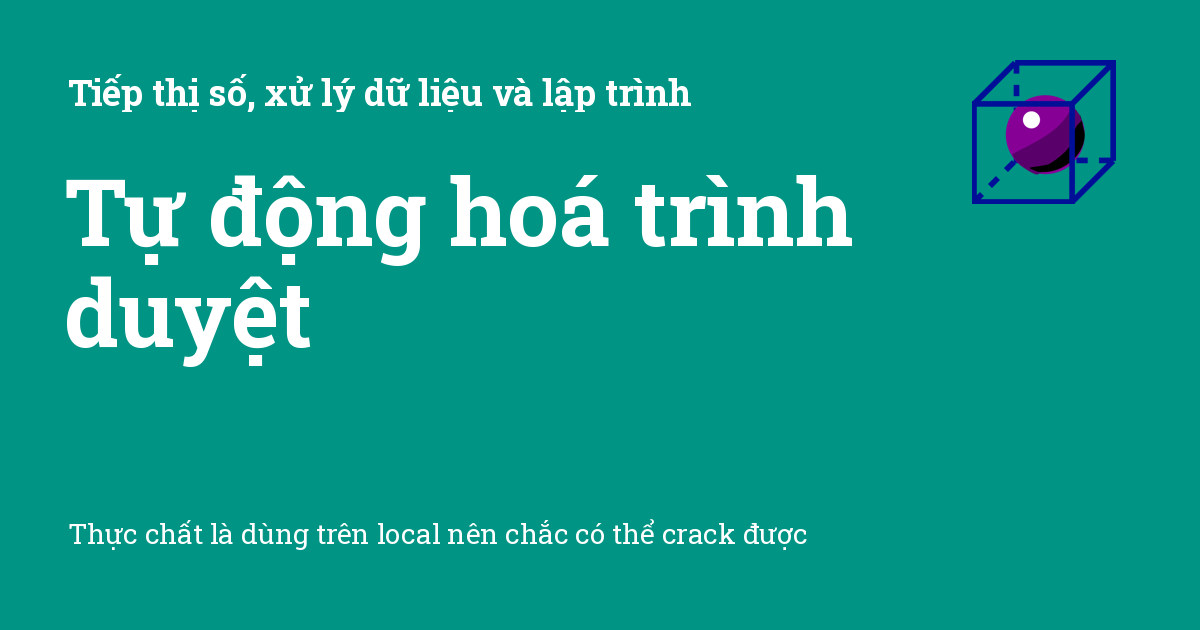 Tiếp thị số, xử lý dữ liệu và lập trình
Tự động hoá trình
duyệt
Thực chất là dùng trên local nên chắc có thể crack được